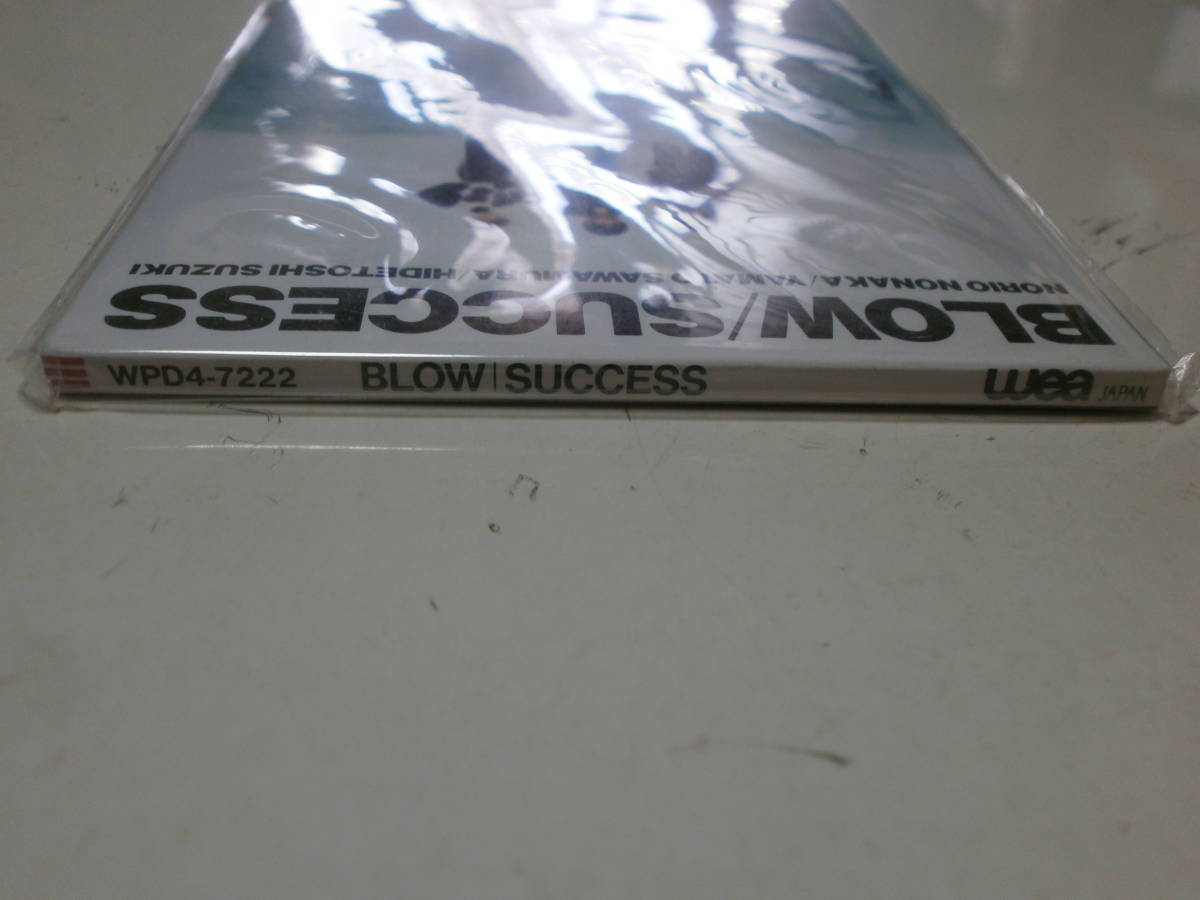 NORIO NONAKA/YAMATO SAWAMURA/HIDETOSHI SUZUKI
BLOW/SUCCESS
WPD4-7222 BLOW|SUCCESS wea JAPAN